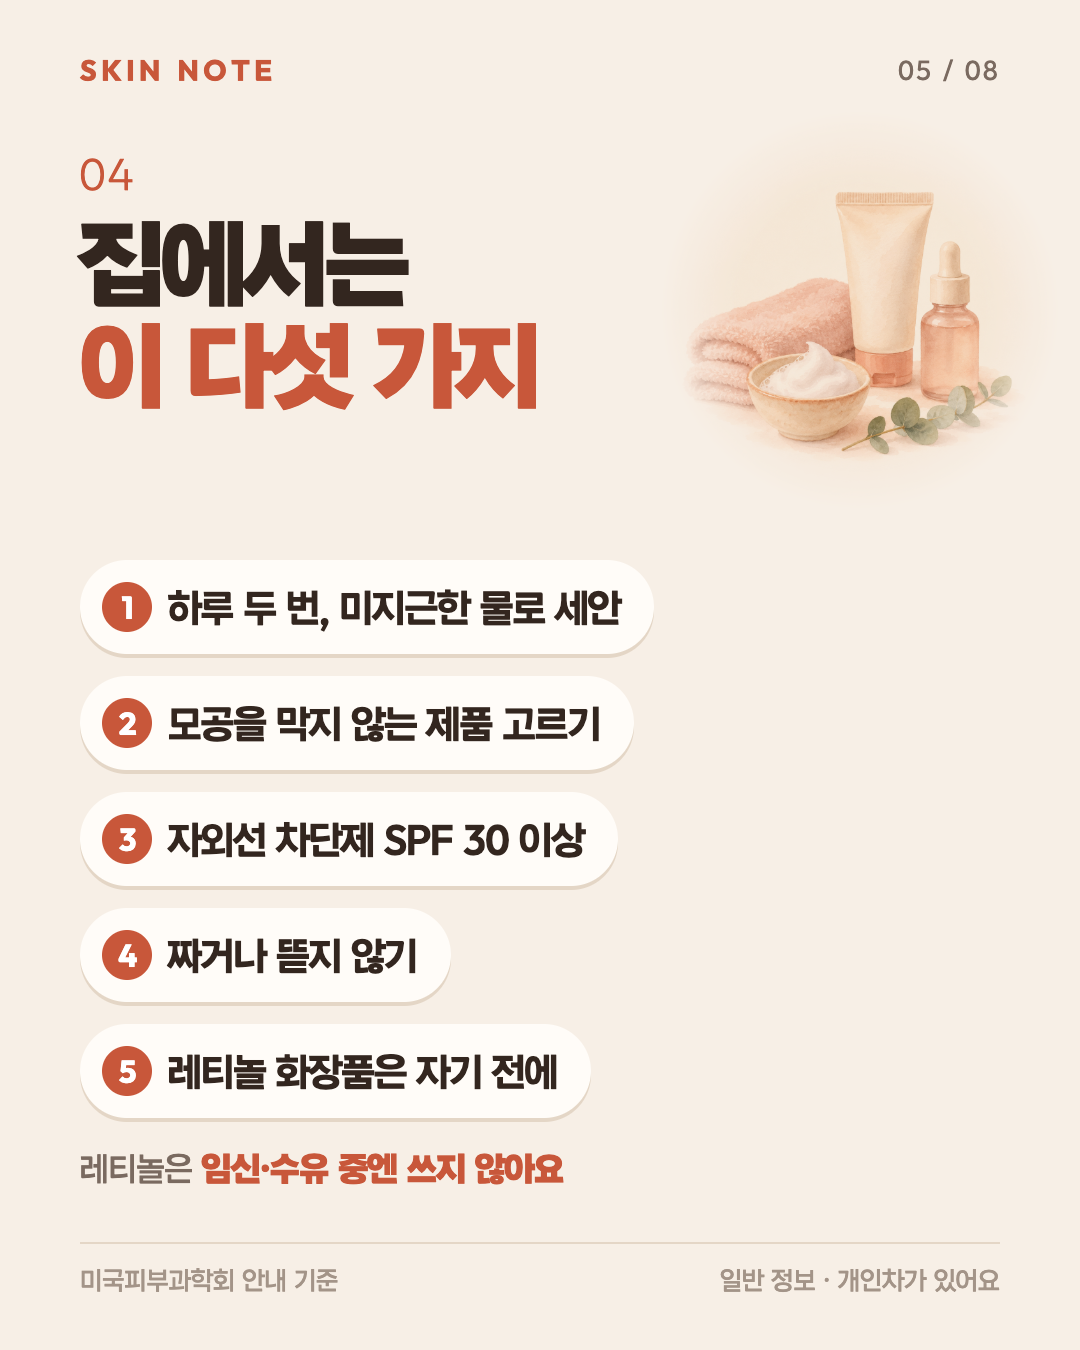 SKIN NOTE
05 / 08
04
집에서는
이 다섯 가지
1 하루 두 번, 미지근한 물로 세안
2 모공을 막지 않는 제품 고르기
3 자외선 차단제 SPF 30 이상
4 짜거나 뜯지 않기
5 레티놀 화장품은 자기 전에
레티놀은 임신·수유 중엔 쓰지 않아요
미국피부과학회 안내 기준
일반 정보 · 개인차가 있어요